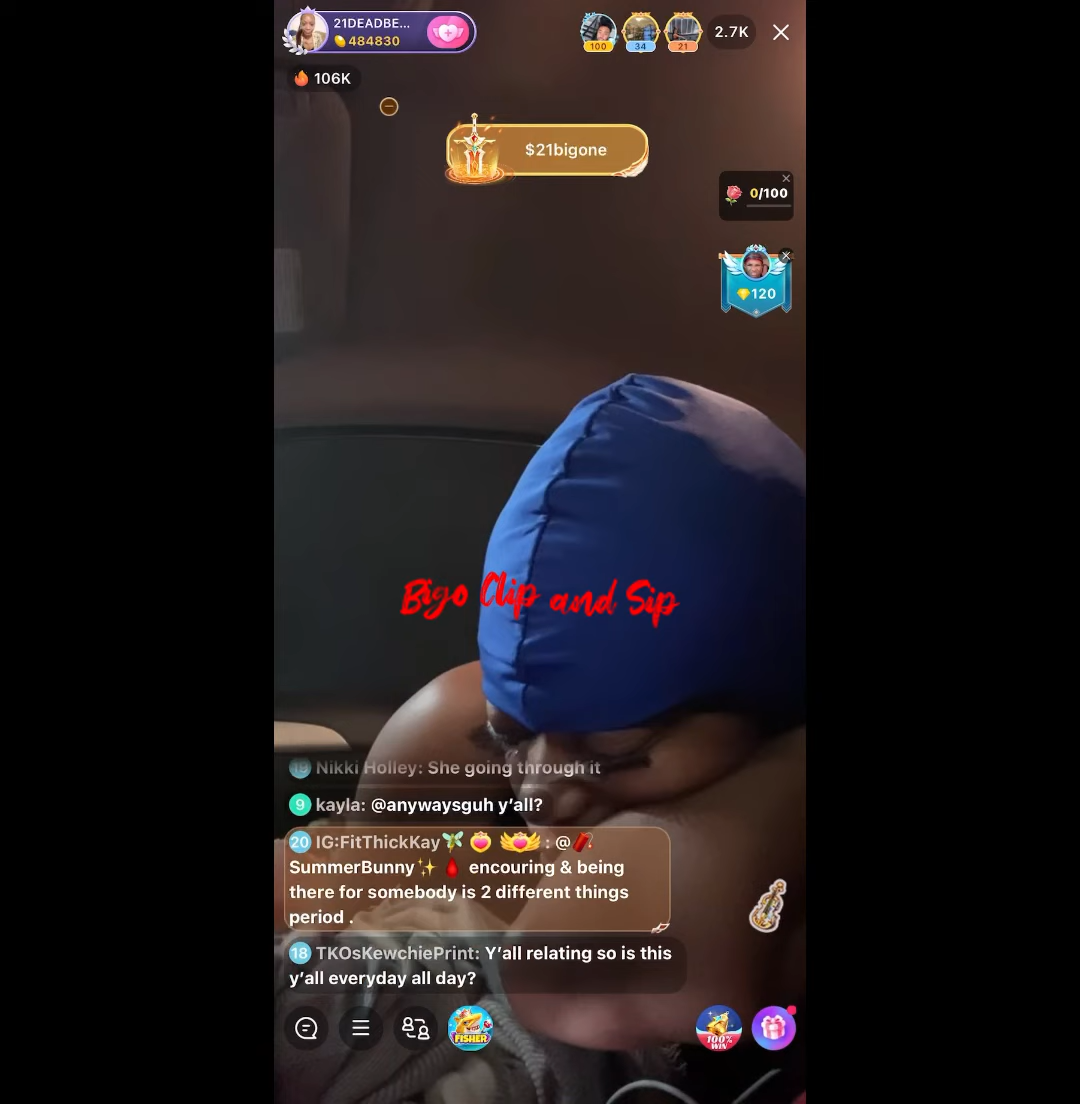 21DEADBE...
484830
100
34
21
2.7K
106K
$21bigone
0/100
120
Bigo Clip and Sip
19 Nikki Holley: She going through it
9 kayla: @anywaysguh y'all?
20 IG:FitThickKay : @
SummerBunny encouring & being
there for somebody is 2 different things
period .
18 TKOsKewchiePrint: Y'all relating so is this
y'all everyday all day?
FISHER
100%
WIN